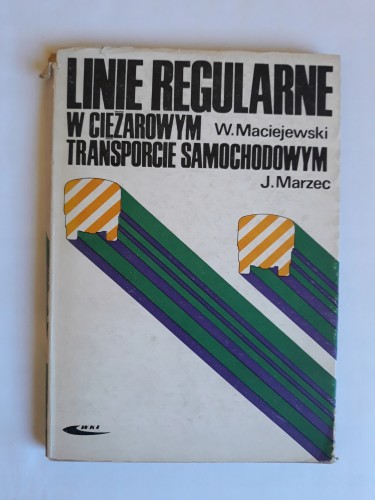 LINIE REGULARNE
W CIĘŻAROWYM W. Maciejewski
TRANSPORCIE SAMOCHODOWYM
J. Marzec
WKŁ